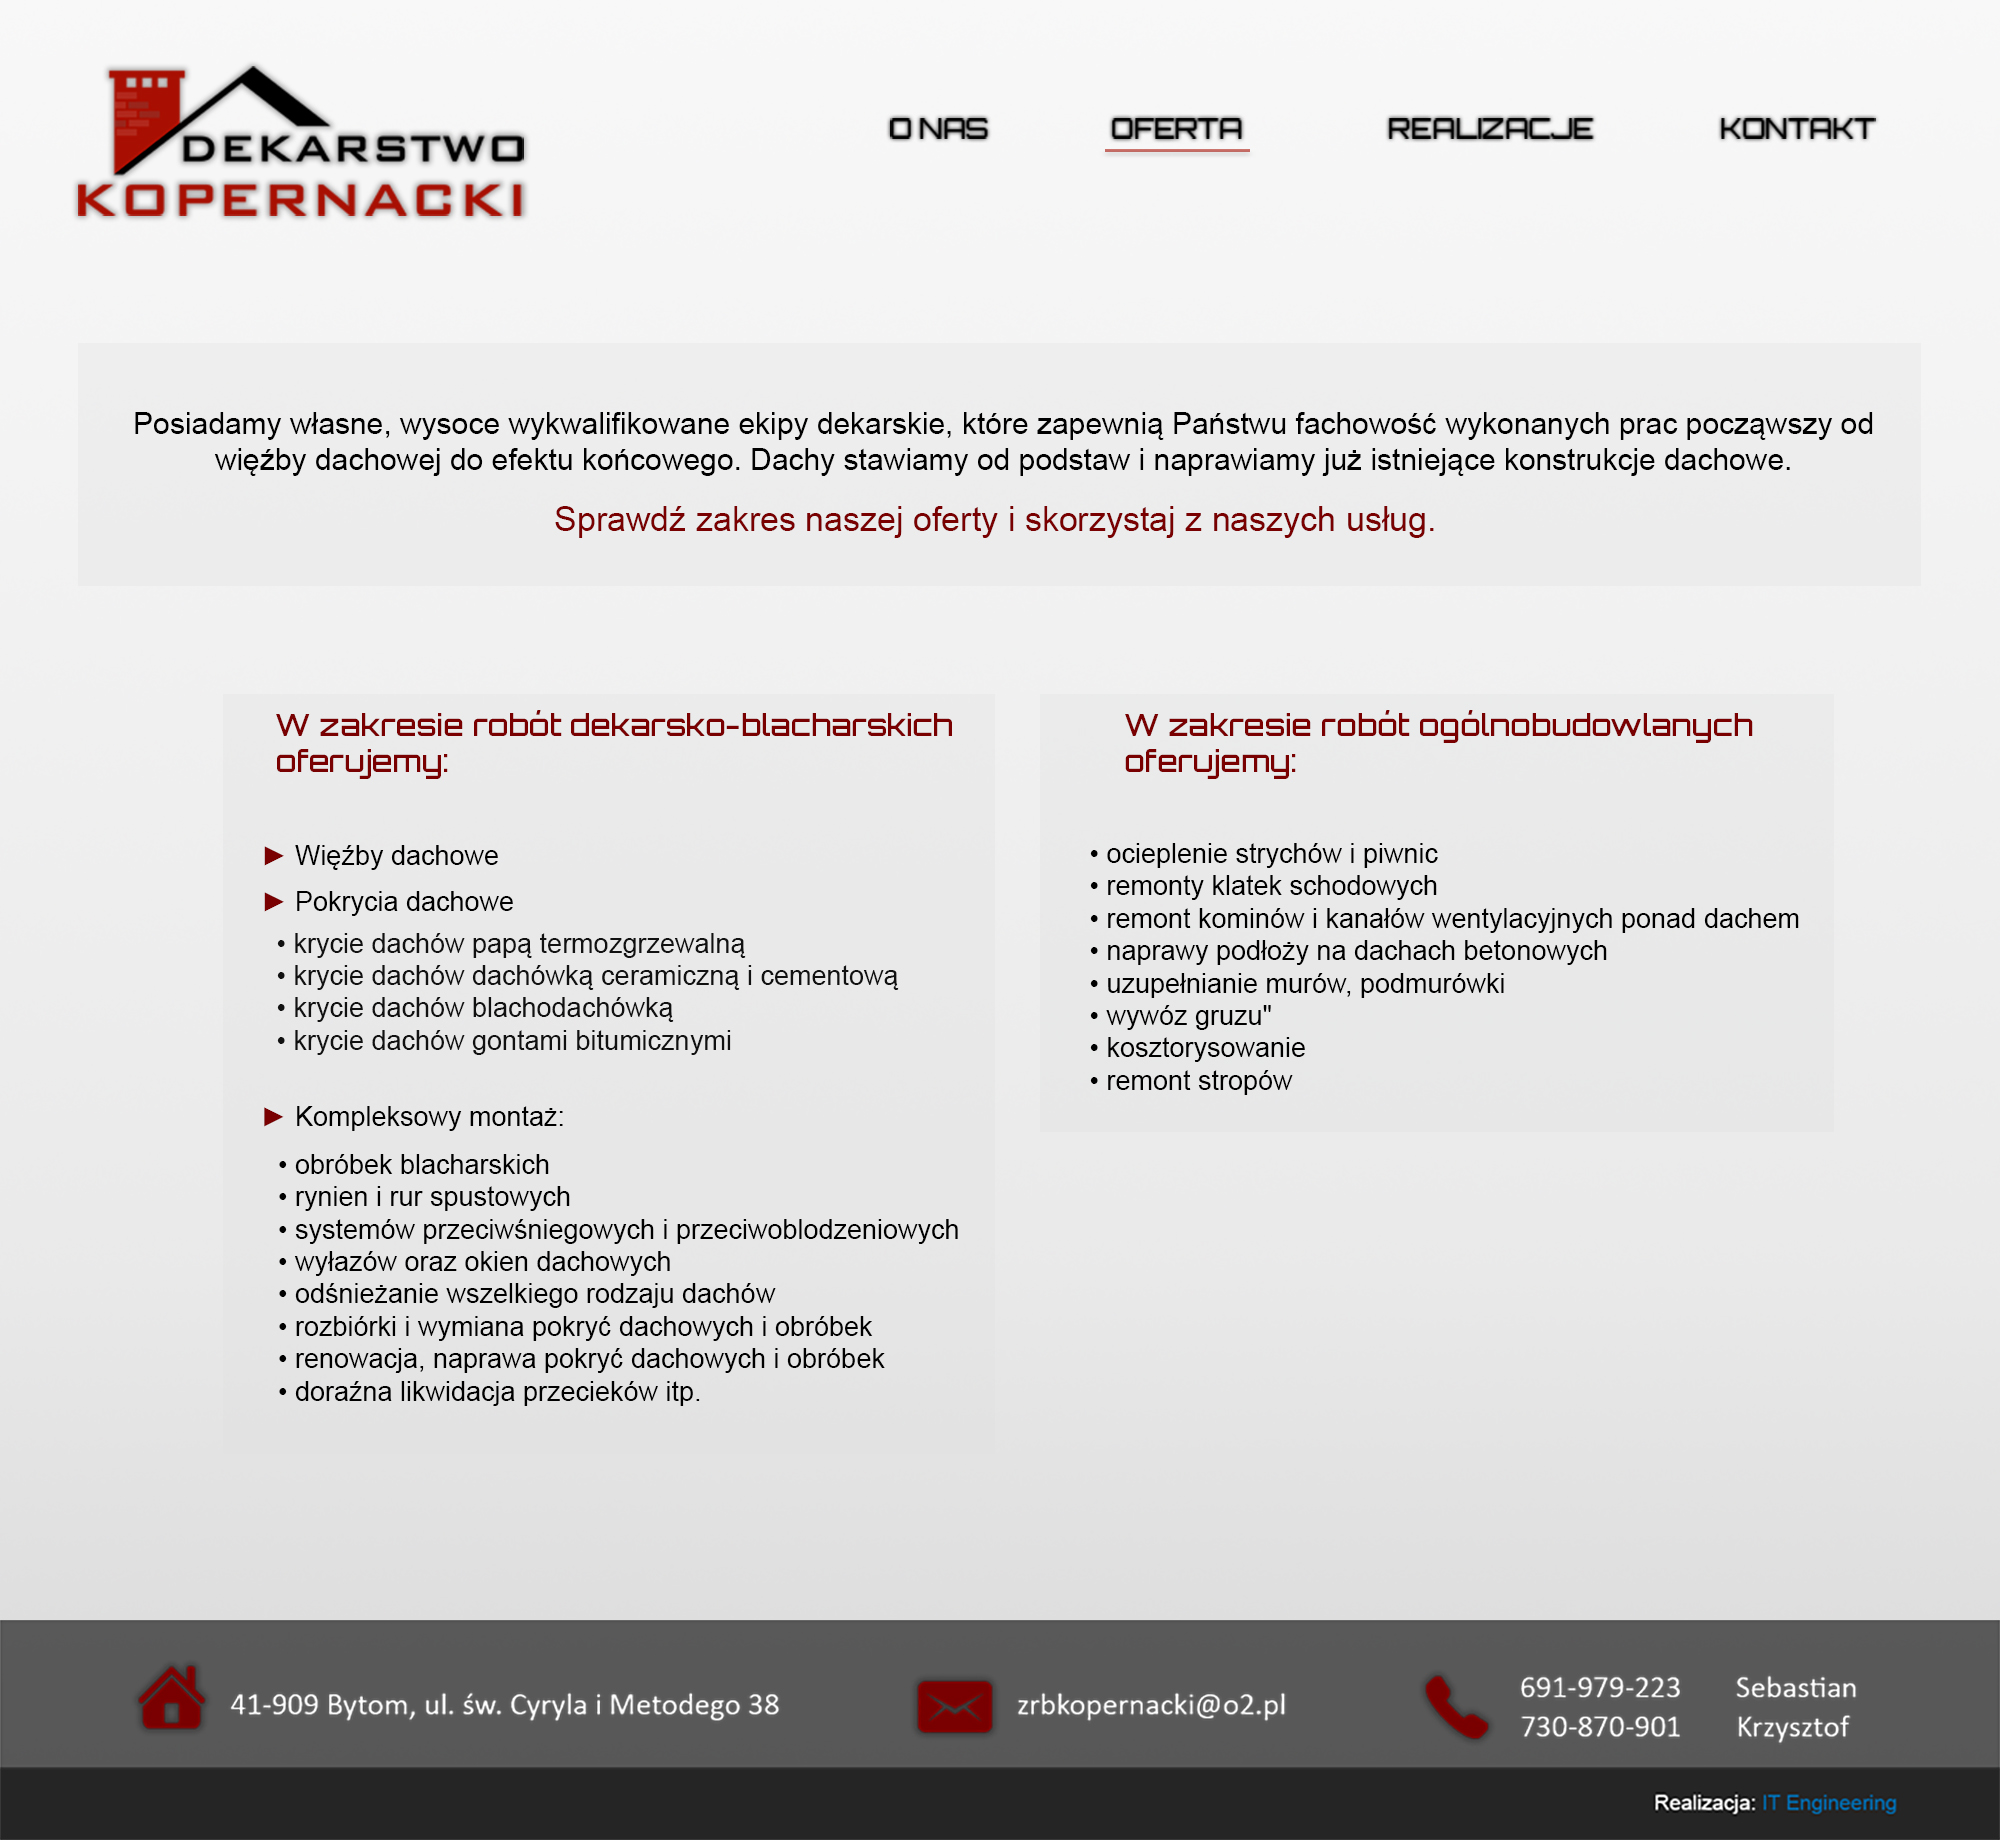 DEKARSTWO
KOPERNACKI
O NAS OFERTA REALIZACJE KONTAKT
Posiadamy własne, wysoce wykwalifikowane ekipy dekarskie, które zapewnią Państwu fachowość wykonanych prac począwszy od
więźby dachowej do efektu końcowego. Dachy stawiamy od podstaw i naprawiamy już istniejące konstrukcje dachowe.
Sprawdź zakres naszej oferty i skorzystaj z naszych usług.
W zakresie robót dekarsko-blacharskich
oferujemy:
► Więźby dachowe
► Pokrycia dachowe
• krycie dachów papą termozgrzewalną
• krycie dachów dachówką ceramiczną i cementową
• krycie dachów blachodachówką
• krycie dachów gontami bitumicznymi
► Kompleksowy montaż:
• obróbek blacharskich
• rynien i rur spustowych
• systemów przeciwśniegowych i przeciwoblodzeniowych
• wyłazów oraz okien dachowych
• odśnieżanie wszelkiego rodzaju dachów
• rozbiórki i wymiana pokryć dachowych i obróbek
• renowacja, naprawa pokryć dachowych i obróbek
• doraźna likwidacja przecieków itp.
W zakresie robót ogólnobudowlanych
oferujemy:
• ocieplenie strychów i piwnic
• remonty klatek schodowych
• remont kominów i kanałów wentylacyjnych ponad dachem
• naprawy podłoży na dachach betonowych
• uzupełnianie murów, podmurówki
• wywóz gruzu"
• kosztorysowanie
• remont stropów
41-909 Bytom, ul. św. Cyryla i Metodego 38
zrbkopernacki@o2.pl
691-979-223 Sebastian
730-870-901 Krzysztof
Realizacja: IT Engineering